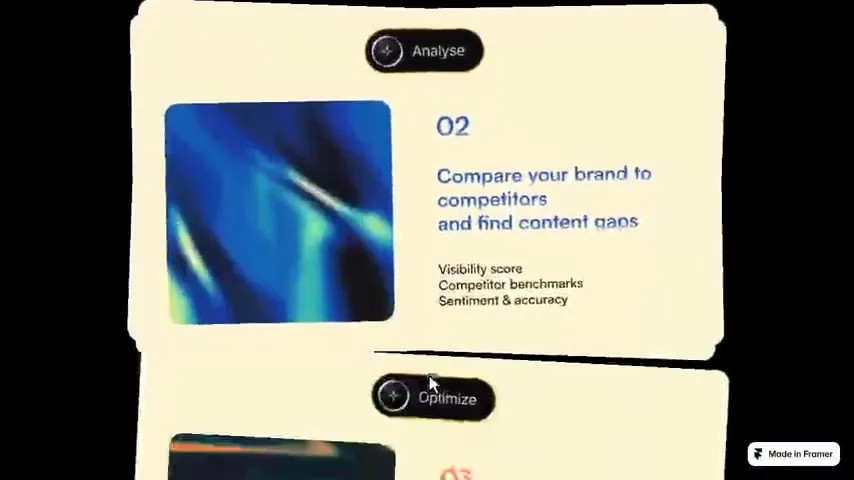 Analyse
02
Compare your brand to
competitors
and find content gaps
Visibility score
Competitor benchmarks
Sentiment & accuracy
Optimize
03
Made in Framer